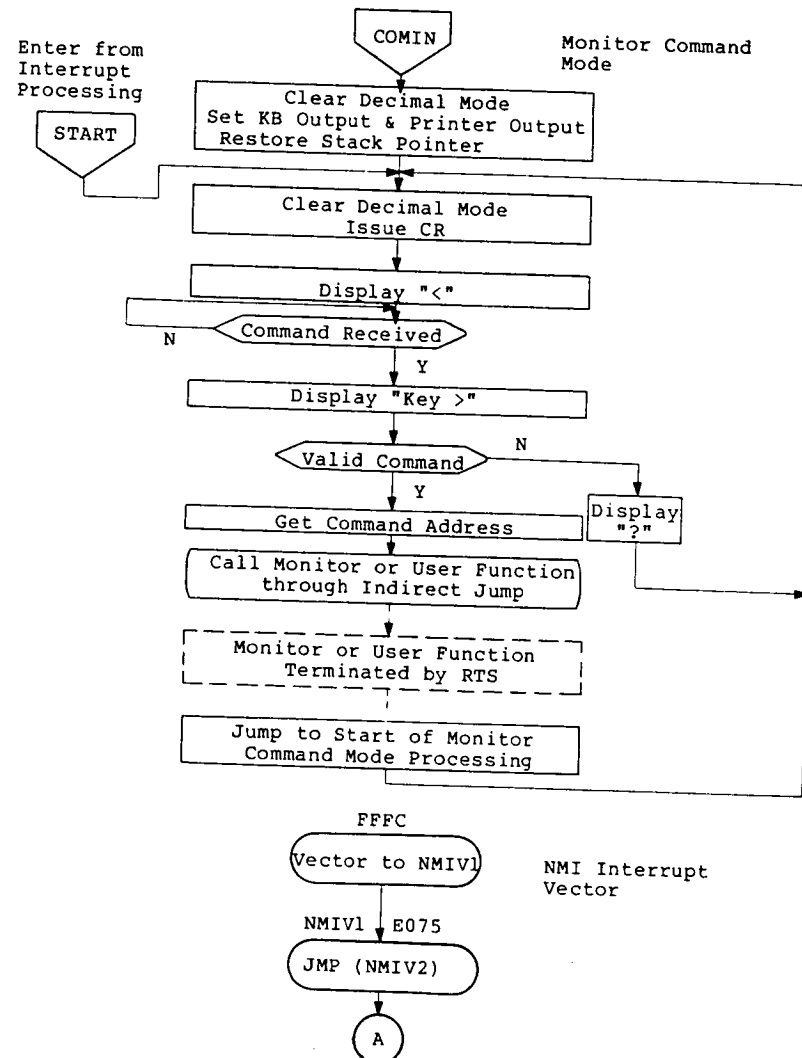 COMIN
Monitor Command
Mode
Enter from
Interrupt
Processing
START
Clear Decimal Mode
Set KB Output & Printer Output
Restore Stack Pointer
Clear Decimal Mode
Issue CR
Display "<"
Command Received
N
Y
Display "Key >"
Valid Command
N
Y
Display
"?"
Get Command Address
Call Monitor or User Function
through Indirect Jump
Monitor or User Function
Terminated by RTS
Jump to Start of Monitor
Command Mode Processing
FFFC
Vector to NMIV1
NMI Interrupt
Vector
NMIV1 E075
JMP (NMIV2)
A